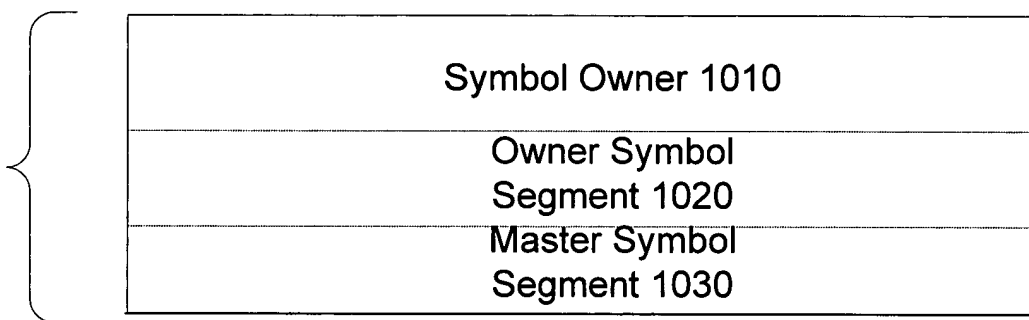 Symbol Owner 1010
Owner Symbol
Segment 1020
Master Symbol
Segment 1030